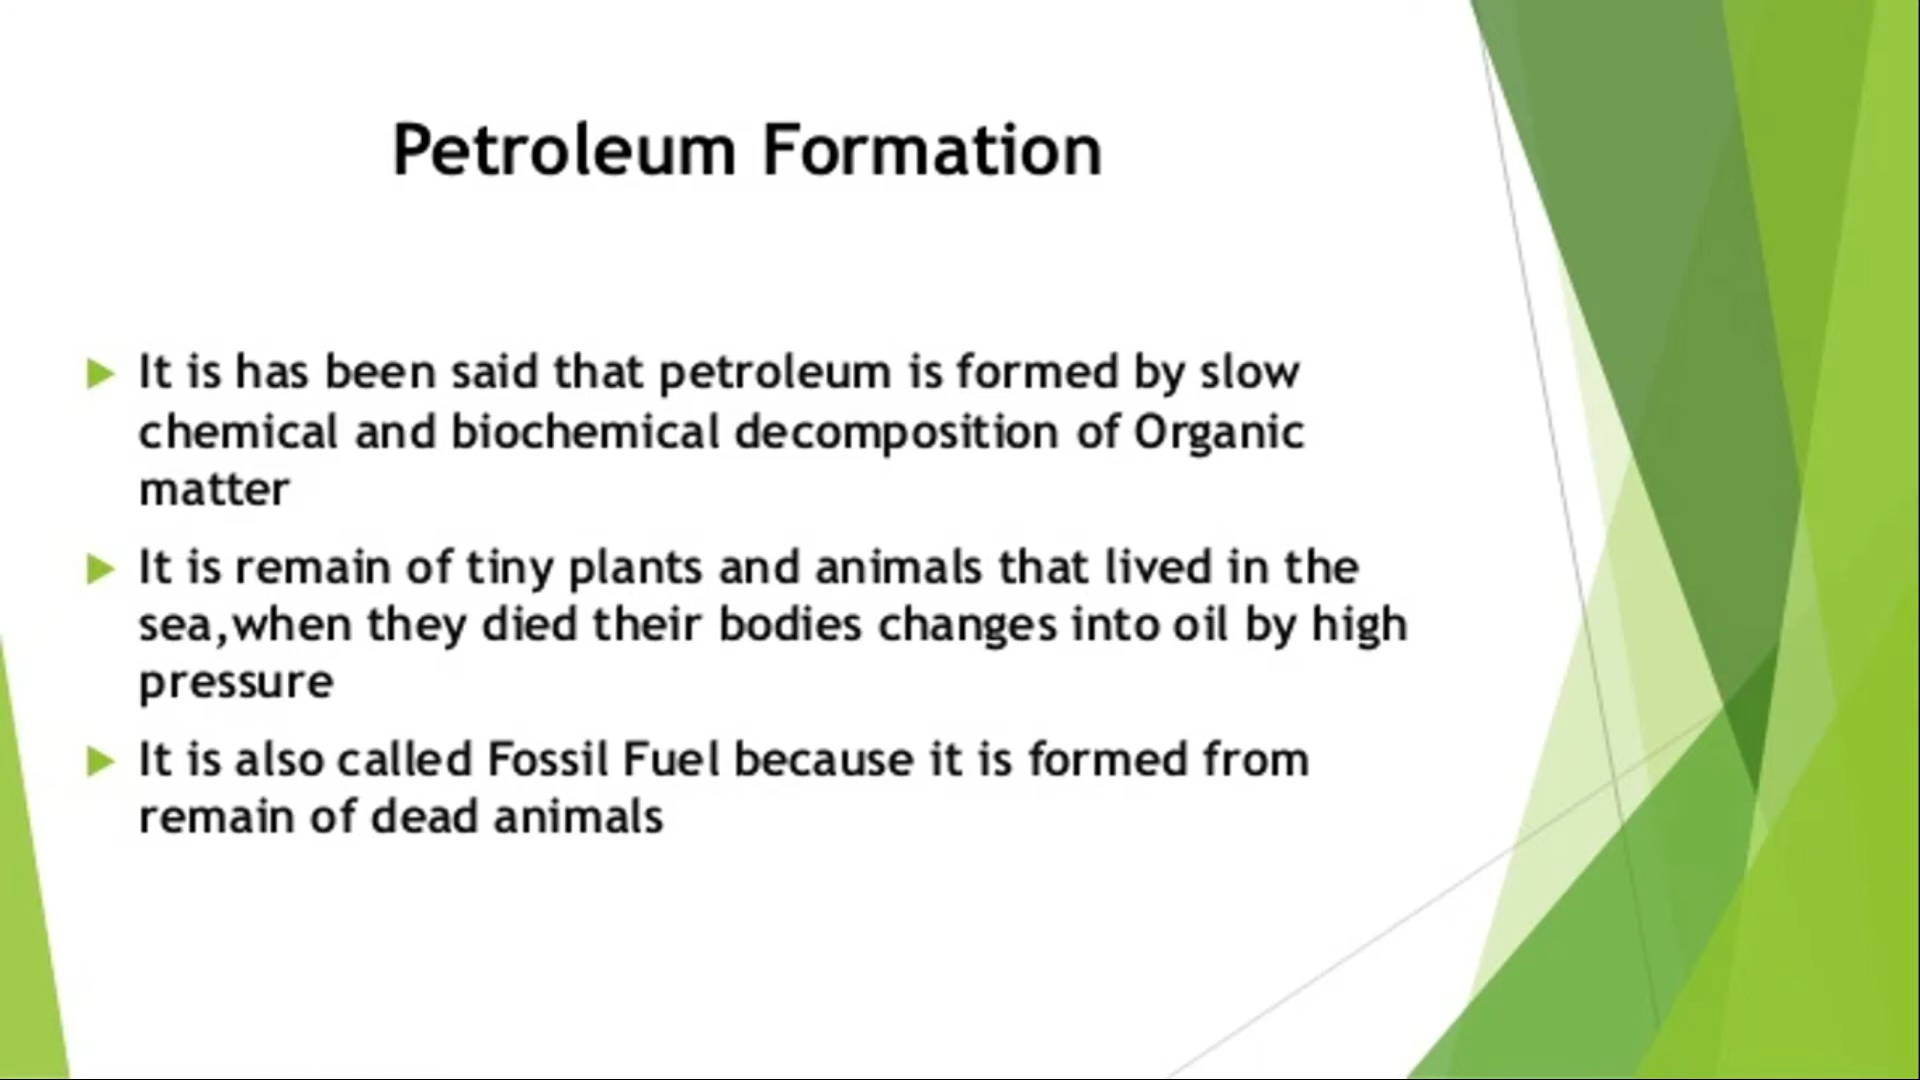 Petroleum Formation
It is has been said that petroleum is formed by slow
chemical and biochemical decomposition of Organic
matter
It is remain of tiny plants and animals that lived in the
sea,when they died their bodies changes into oil by high
pressure
It is also called Fossil Fuel because it is formed from
remain of dead animals